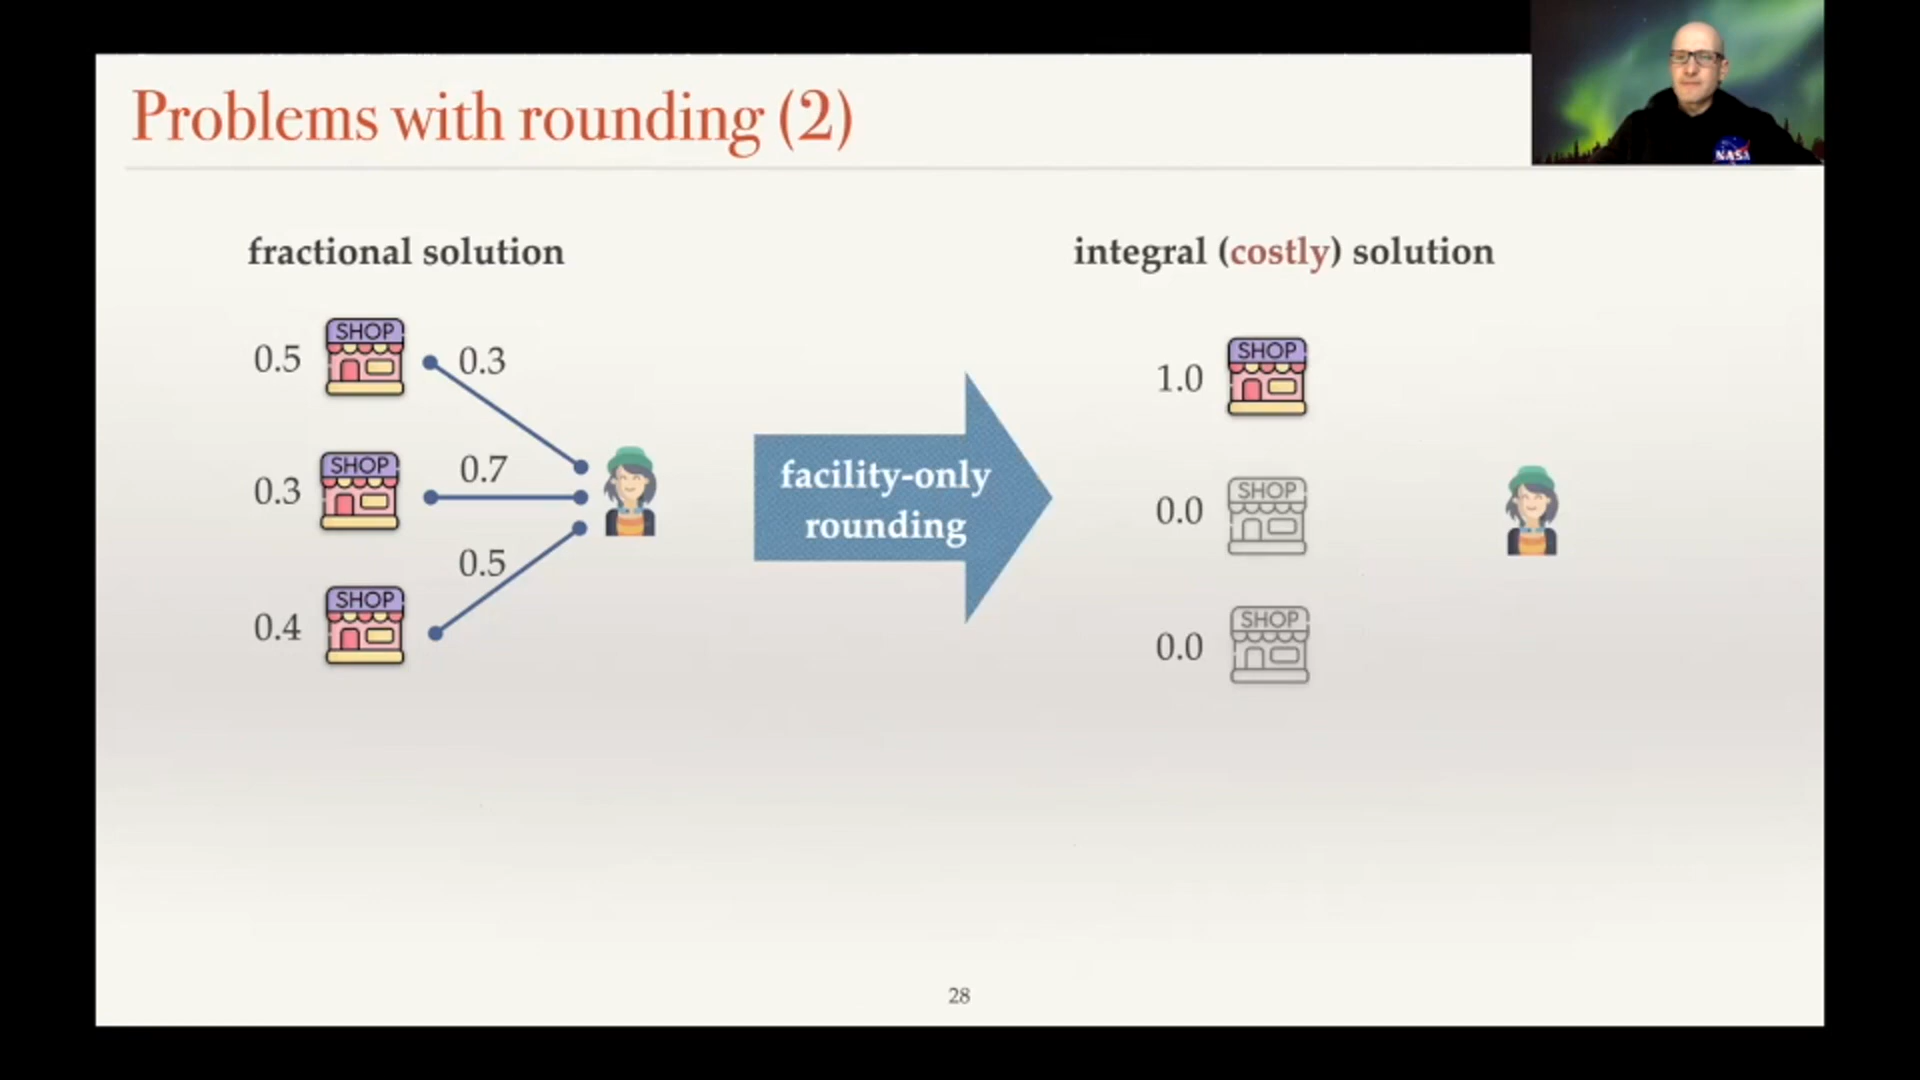 Problems with rounding (2)
NASA
fractional solution
integral (costly) solution
0.5
SHOP
0.3
0.3
SHOP
0.7
0.4
SHOP
0.5
facility-only
rounding
1.0
SHOP
0.0
SHOP
0.0
SHOP
28